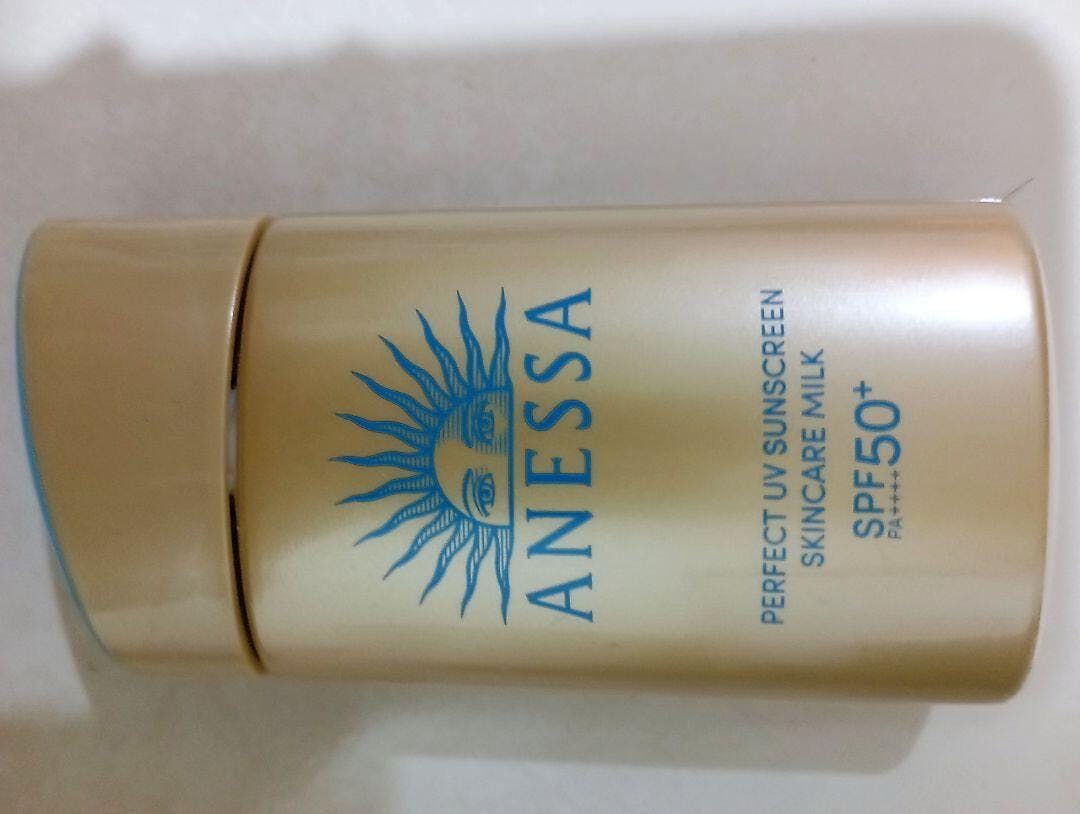 ANESSA
PERFECT UV SUNSCREEN
SKINCARE MILK
SPF50+
PA++++